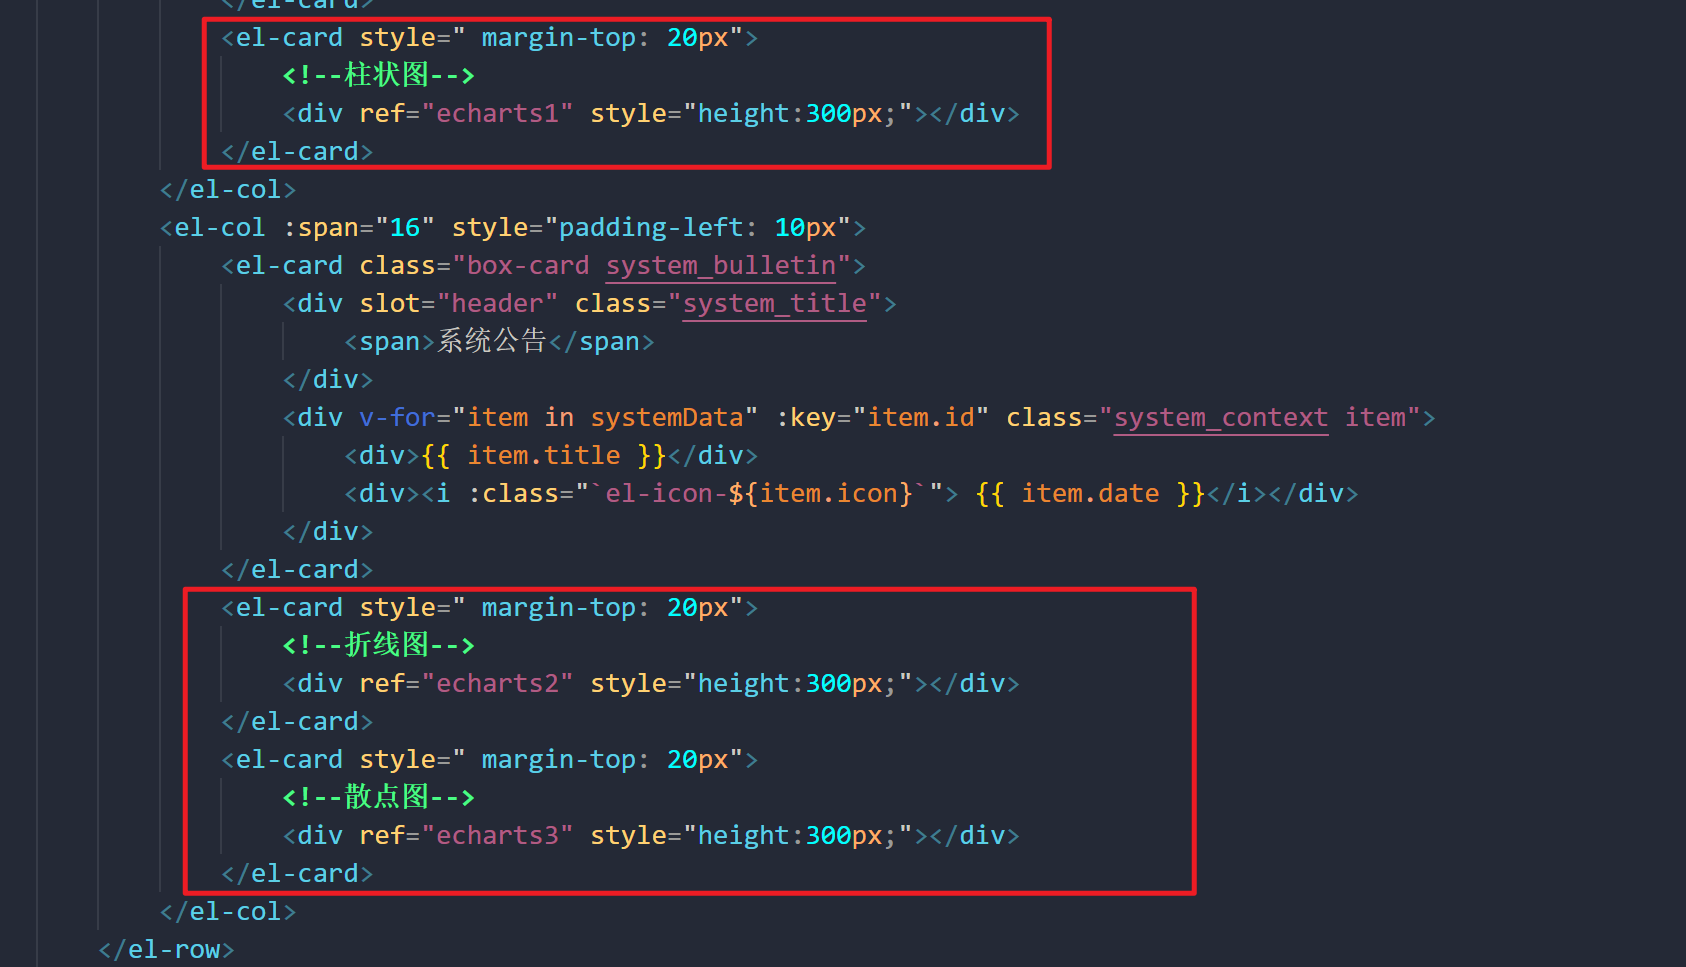 </el-card>
<el-card style=" margin-top: 20px">
<!--柱状图-->
<div ref="echarts1" style="height:300px;"></div>
</el-card>
</el-col>
<el-col :span="16" style="padding-left: 10px">
<el-card class="box-card system_bulletin">
<div slot="header" class="system_title">
<span>系统公告</span>
</div>
<div v-for="item in systemData" :key="item.id" class="system_context item">
<div>{{ item.title }}</div>
<div><i :class="`el-icon-${item.icon}`"> {{ item.date }}</i></div>
</div>
</el-card>
<el-card style=" margin-top: 20px">
<!--折线图-->
<div ref="echarts2" style="height:300px;"></div>
</el-card>
<el-card style=" margin-top: 20px">
<!--散点图-->
<div ref="echarts3" style="height:300px;"></div>
</el-card>
</el-col>
</el-row>